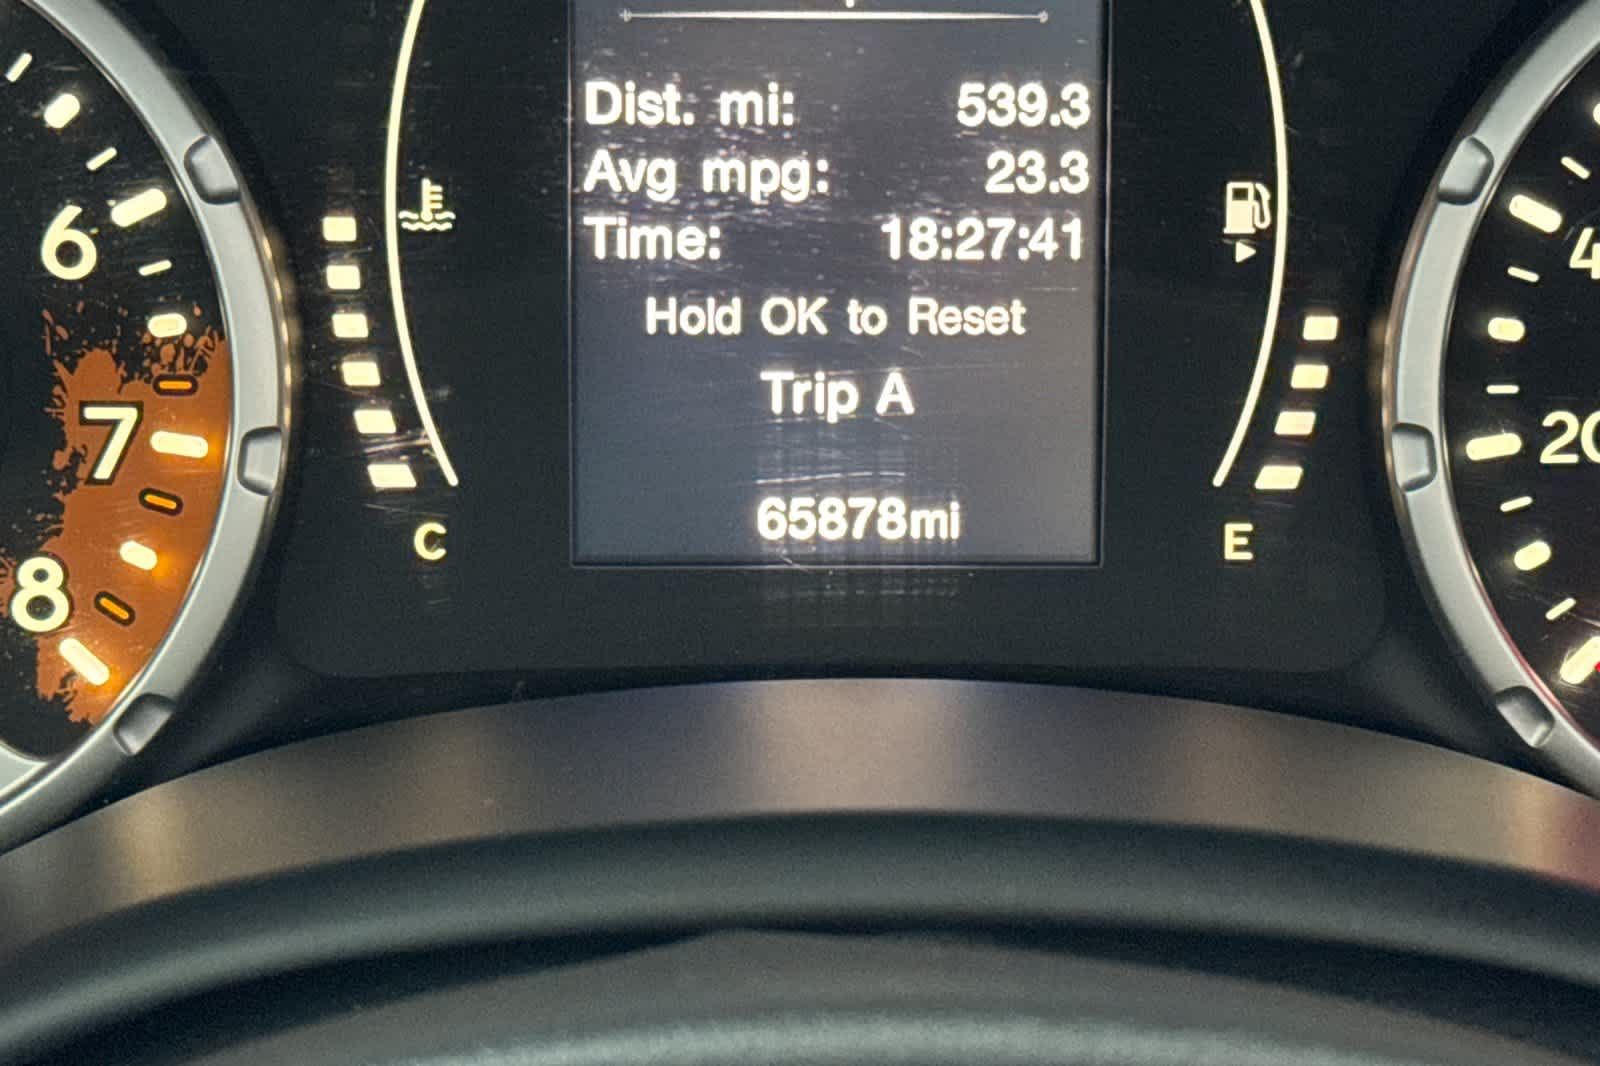 Dist. mi: 539.3
Avg mpg: 23.3
Time: 18:27:41
Hold OK to Reset
Trip A
65878mi
6
7
8
C
E
20